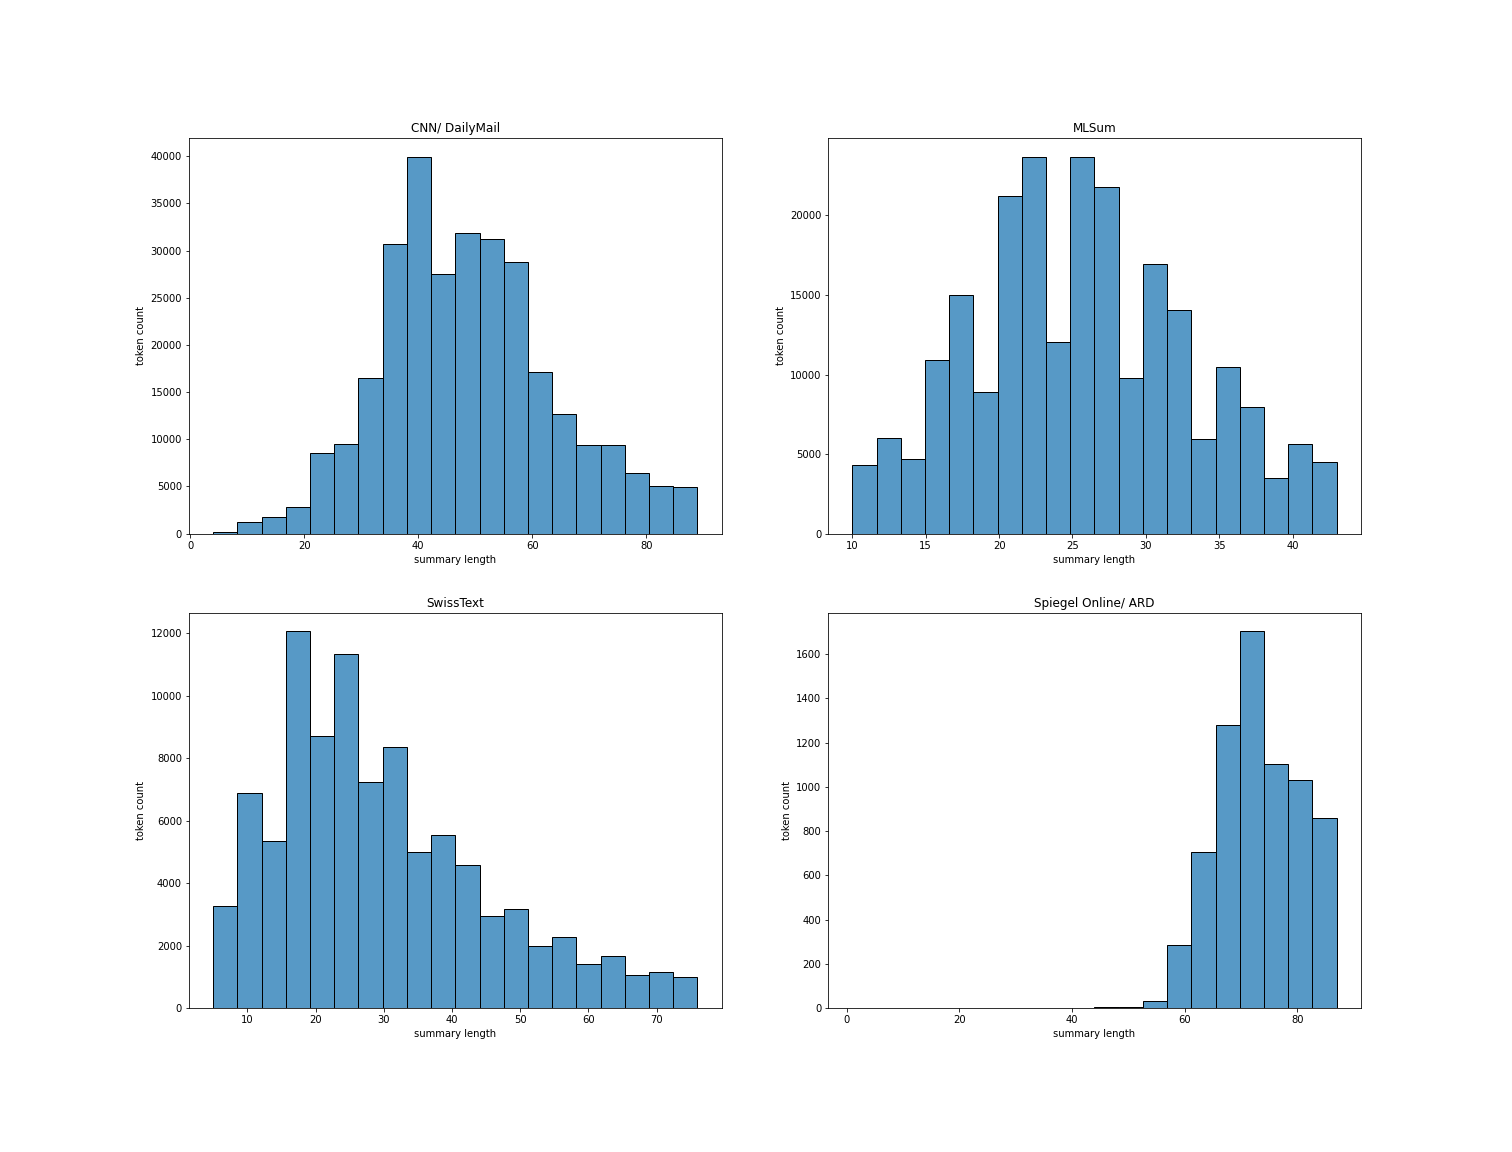 CNN/ DailyMail
40000
35000
30000
25000
20000
15000
10000
5000
0
token count
0 20 40 60 80
summary length
MLSum
20000
15000
10000
5000
0
token count
10 15 20 25 30 35 40
summary length
SwissText
12000
10000
8000
6000
4000
2000
0
token count
10 20 30 40 50 60 70
summary length
Spiegel Online/ ARD
1600
1400
1200
1000
800
600
400
200
0
token count
0 20 40 60 80
summary length